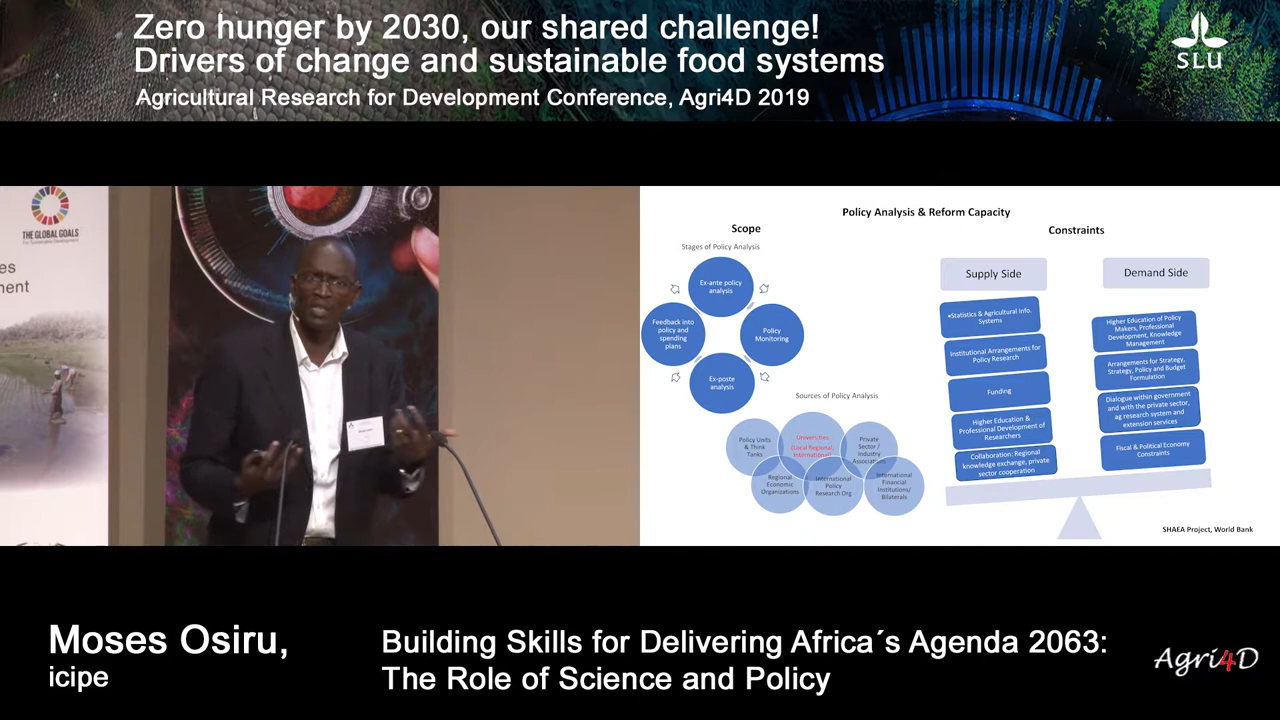 Zero hunger by 2030, our shared challenge!
Drivers of change and sustainable food systems
Agricultural Research for Development Conference, Agri4D 2019
SLU
THE GLOBAL GOALS
For Sustainable Development
es
nent
Policy Analysis & Reform Capacity
Scope
Stages of Policy Analysis
Ex-ante policy
analysis
Policy
Monitoring
Ex-poste
analysis
Feedback into
policy and
spending
plans
Sources of Policy Analysis
Policy Units
& Think
Tanks
Universities
(Local Regional,
International)
Private
Sector /
Industry
Associations
Regional
Economic
Organizations
International
Policy
Research Org
International
Financial
Institutions/
Bilaterals
Constraints
Supply Side
•Statistics & Agricultural Info.
Systems
Institutional Arrangements for
Policy Research
Funding
Higher Education &
Professional Development of
Researchers
Collaboration: Regional
knowledge exchange, private
sector cooperation
Demand Side
Higher Education of Policy
Makers, Professional
Development, Knowledge
Management
Arrangements for Strategy,
Strategy, Policy and Budget
Formulation
Dialogue within government
and with the private sector,
ag research system and
extension services
Fiscal & Political Economy
Constraints
SHAEA Project, World Bank
Moses Osiru,
icipe
Building Skills for Delivering Africa´s Agenda 2063:
The Role of Science and Policy
Agri4D